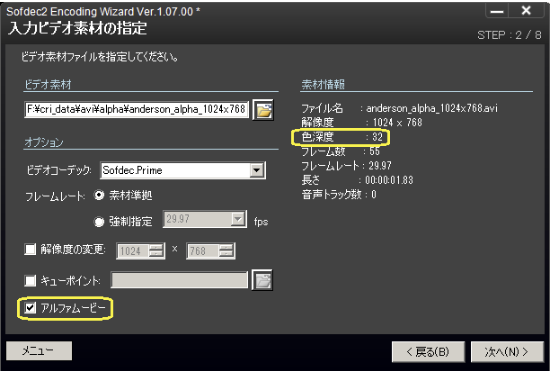 Sofdec2 Encoding Wizard Ver.1.07.00 *
入力ビデオ素材の指定
STEP : 2 / 8
ビデオ素材ファイルを指定してください。
ビデオ素材
F:¥cri_data¥avi¥alpha¥anderson_alpha_1024x768
オプション
ビデオコーデック: Sofdec.Prime
フレームレート: 素材準拠
強制指定 29.97 fps
解像度の変更: 1024 × 768
キューポイント:
アルファムービー
素材情報
ファイル名 : anderson_alpha_1024x768.avi
解像度 : 1024 × 768
色深度 : 32
フレーム数 : 55
フレームレート : 29.97
長さ : 00:00:01.83
音声トラック数 : 0
メニュー
< 戻る(B)
次へ(N) >